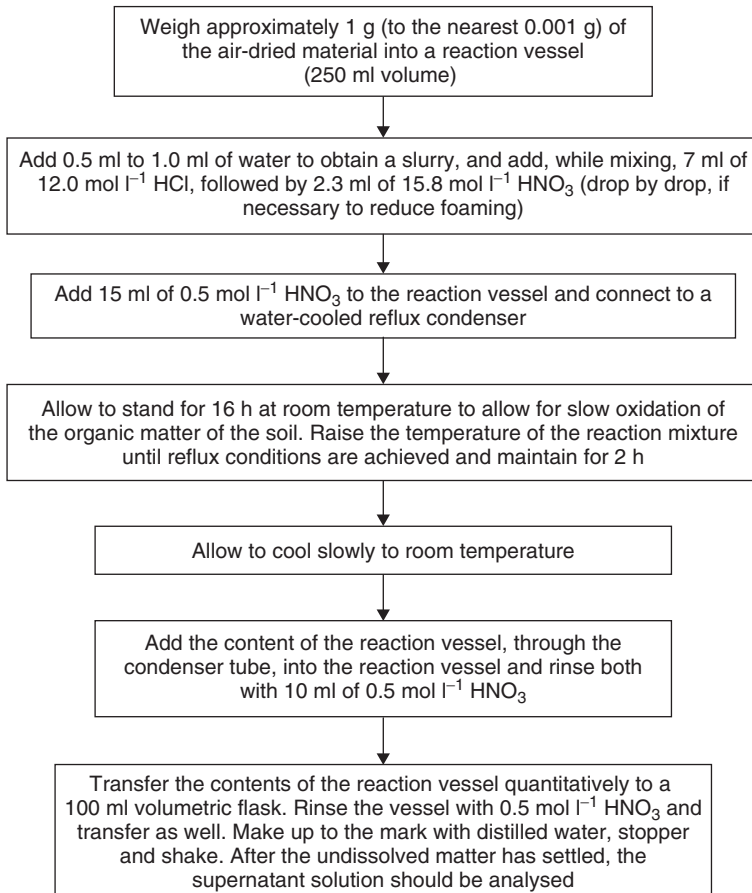 Weigh approximately 1 g (to the nearest 0.001 g) of
the air-dried material into a reaction vessel
(250 ml volume)
Add 0.5 ml to 1.0 ml of water to obtain a slurry, and add, while mixing, 7 ml of
12.0 mol l⁻¹ HCl, followed by 2.3 ml of 15.8 mol l⁻¹ HNO₃ (drop by drop, if
necessary to reduce foaming)
Add 15 ml of 0.5 mol l⁻¹ HNO₃ to the reaction vessel and connect to a
water-cooled reflux condenser
Allow to stand for 16 h at room temperature to allow for slow oxidation of
the organic matter of the soil. Raise the temperature of the reaction mixture
until reflux conditions are achieved and maintain for 2 h
Allow to cool slowly to room temperature
Add the content of the reaction vessel, through the
condenser tube, into the reaction vessel and rinse both
with 10 ml of 0.5 mol l⁻¹ HNO₃
Transfer the contents of the reaction vessel quantitatively to a
100 ml volumetric flask. Rinse the vessel with 0.5 mol l⁻¹ HNO₃ and
transfer as well. Make up to the mark with distilled water, stopper
and shake. After the undissolved matter has settled, the
supernatant solution should be analysed